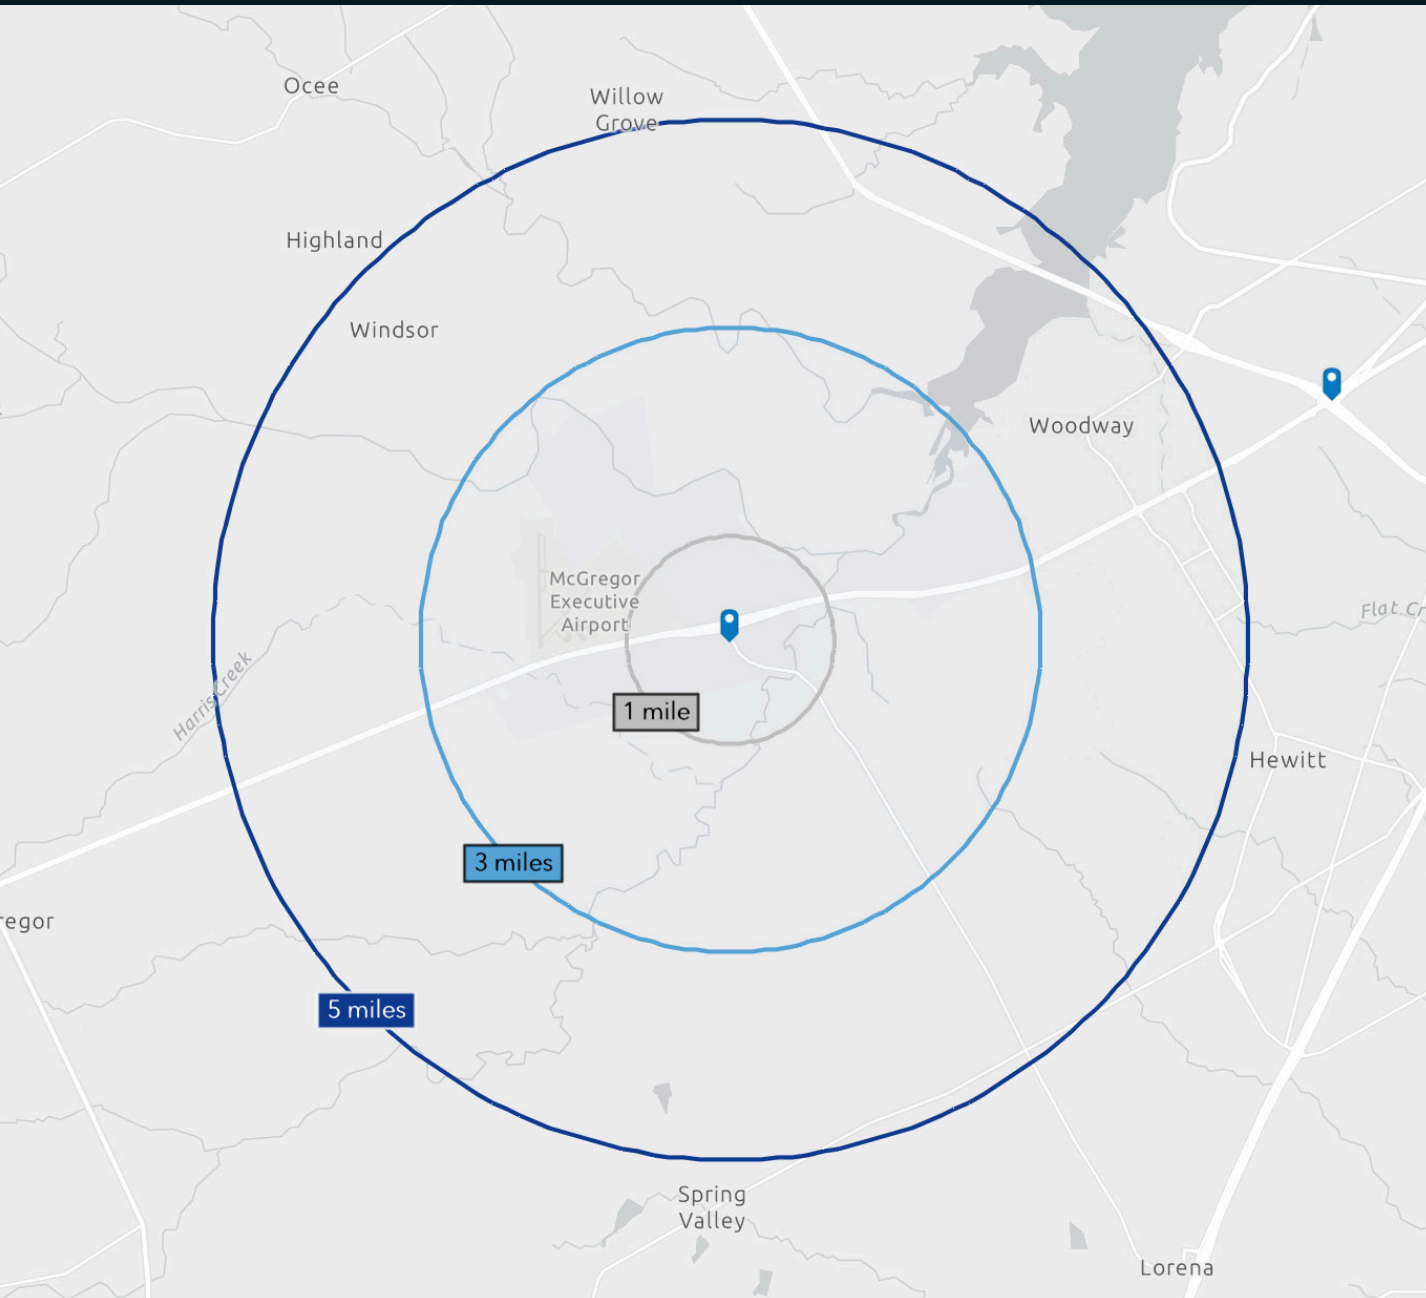 Ocee
Willow
Grove
Highland
Windsor
Woodway
McGregor
Executive
Airport
Flat Cr
Harris Creek
1 mile
Hewitt
3 miles
regor
5 miles
Spring
Valley
Lorena